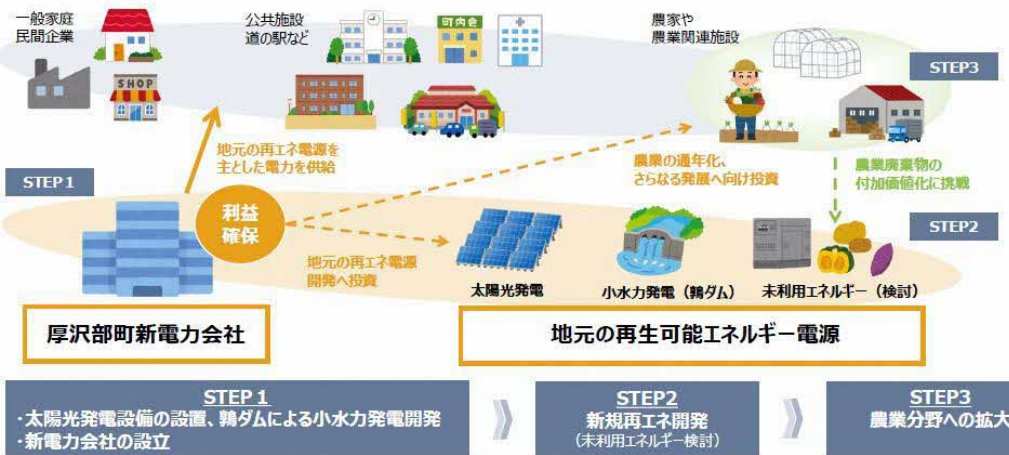 一般家庭
民間企業
SHOP
公共施設
道の駅など
町内会
農家や
農業関連施設
STEP3
地元の再エネ電源を
主とした電力を供給
STEP1
利益
確保
農業の通年化、
さらなる発展へ向け投資
農業廃棄物の
付加価値化に挑戦
STEP2
地元の再エネ電源
開発へ投資
太陽光発電
小水力発電（鶉ダム）
未利用エネルギー（検討）
厚沢部町新電力会社
地元の再生可能エネルギー電源
STEP1
・太陽光発電設備の設置、鶉ダムによる小水力発電開発
・新電力会社の設立
STEP2
新規再エネ開発
（未利用エネルギー検討）
STEP3
農業分野への拡大